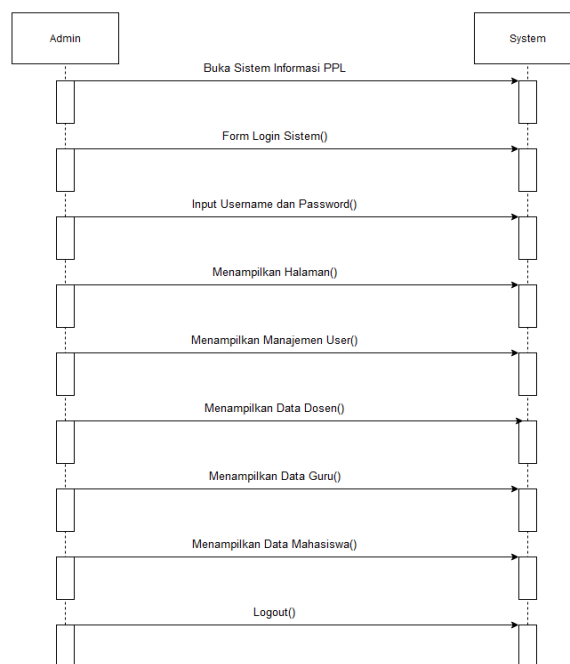 Admin
System
Buka Sistem Informasi PPL
Form Login Sistem()
Input Username dan Password()
Menampilkan Halaman()
Menampilkan Manajemen User()
Menampilkan Data Dosen()
Menampilkan Data Guru()
Menampilkan Data Mahasiswa()
Logout()